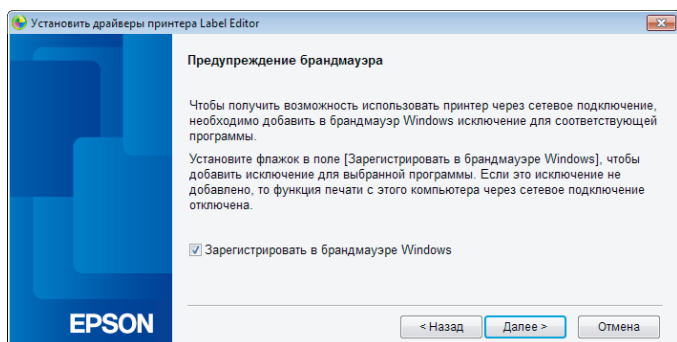 Установить драйверы принтера Label Editor
Предупреждение брандмауэра
Чтобы получить возможность использовать принтер через сетевое подключение,
необходимо добавить в брандмауэр Windows исключение для соответствующей
программы.
Установите флажок в поле [Зарегистрировать в брандмауэре Windows], чтобы
добавить исключение для выбранной программы. Если это исключение не
добавлено, то функция печати с этого компьютера через сетевое подключение
отключена.
Зарегистрировать в брандмауэре Windows
EPSON
< Назад
Далее >
Отмена